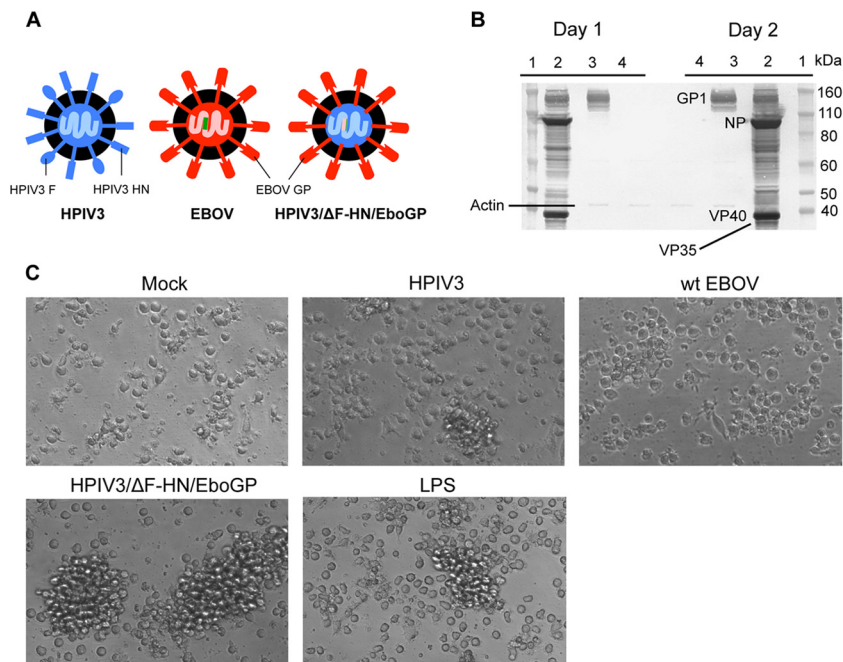 A
HPIV3 F
HPIV3 HN
EBOV GP
HPIV3
EBOV
HPIV3/ΔF-HN/EboGP
B
Day 1
Day 2
1 2 3 4
4 3 2 1 kDa
GP1
NP
Actin
VP40
VP35
160
110
80
60
50
40
C
Mock
HPIV3
wt EBOV
HPIV3/ΔF-HN/EboGP
LPS